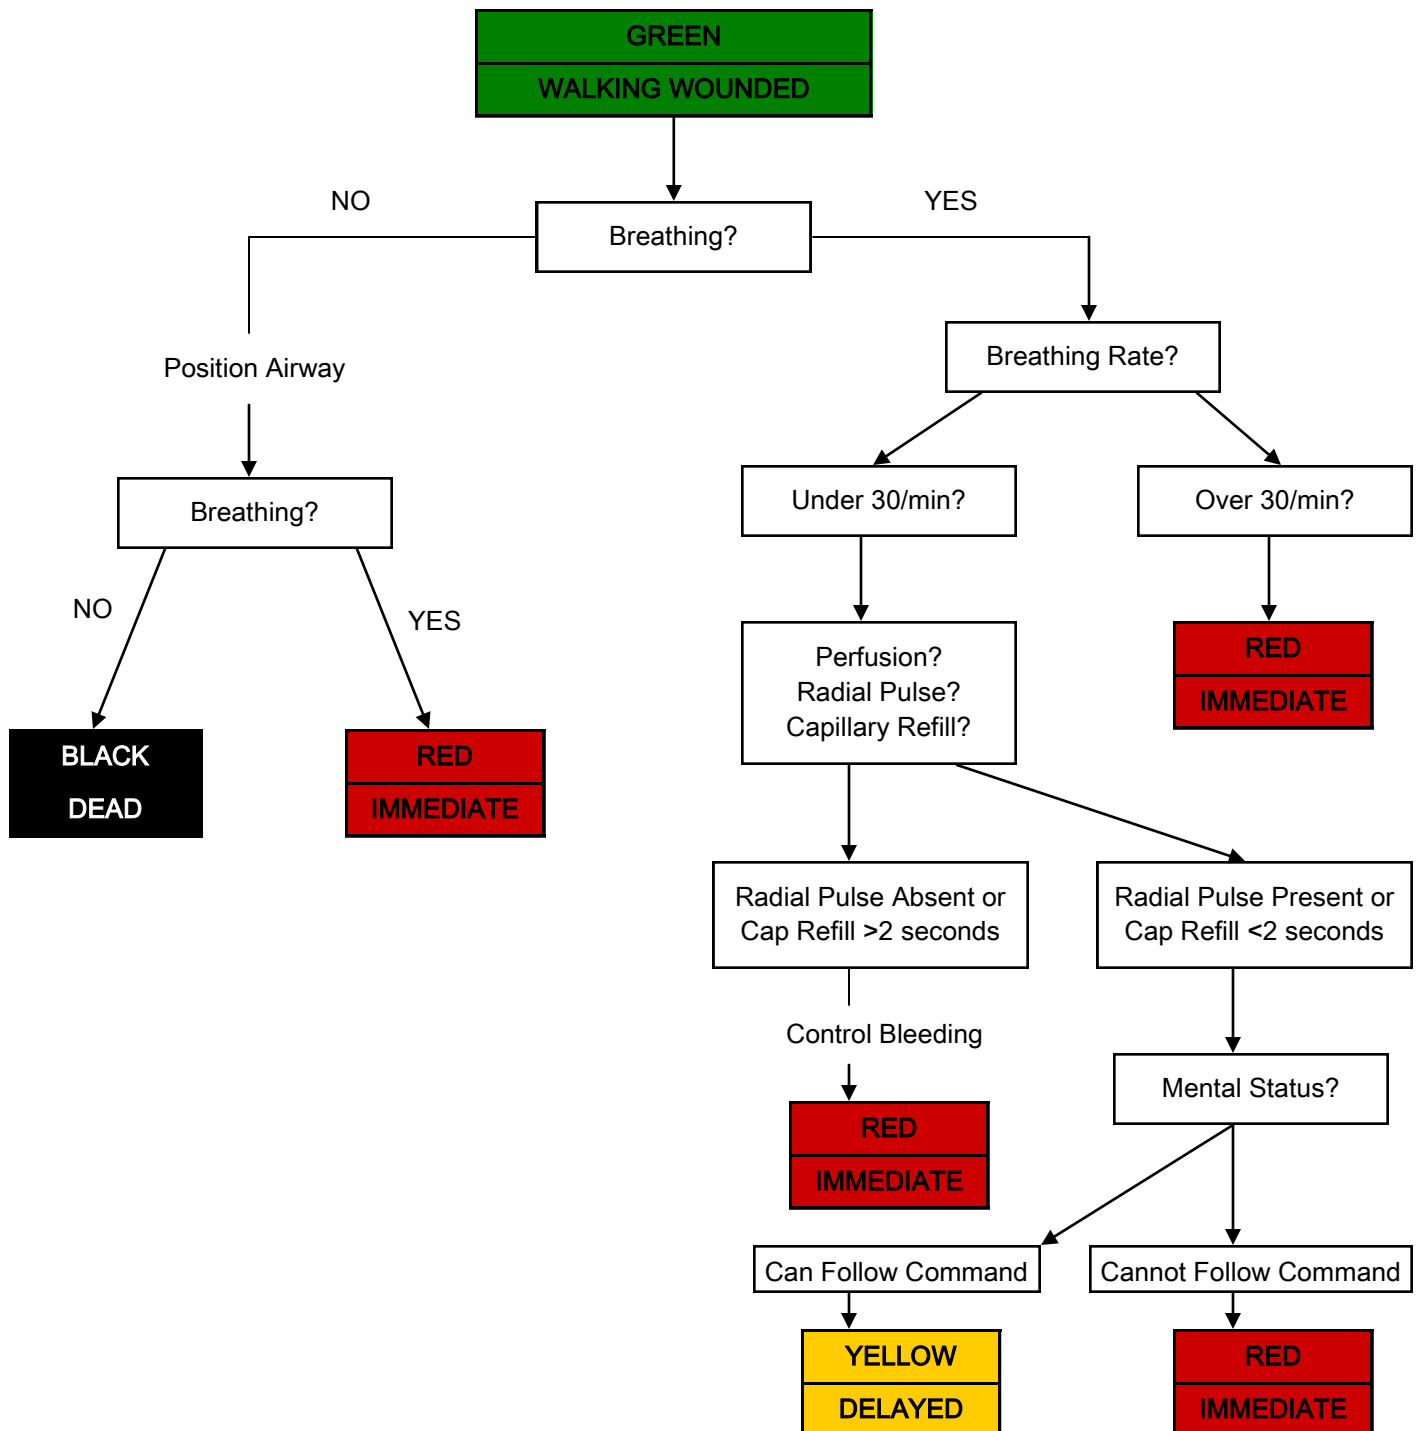 GREEN
WALKING WOUNDED
NO
YES
Breathing?
Breathing Rate?
Position Airway
Breathing?
Under 30/min?
Over 30/min?
NO
YES
Perfusion?
Radial Pulse?
Capillary Refill?
RED
IMMEDIATE
BLACK
DEAD
RED
IMMEDIATE
Radial Pulse Absent or
Cap Refill >2 seconds
Radial Pulse Present or
Cap Refill <2 seconds
Control Bleeding
Mental Status?
RED
IMMEDIATE
Can Follow Command
Cannot Follow Command
YELLOW
DELAYED
RED
IMMEDIATE